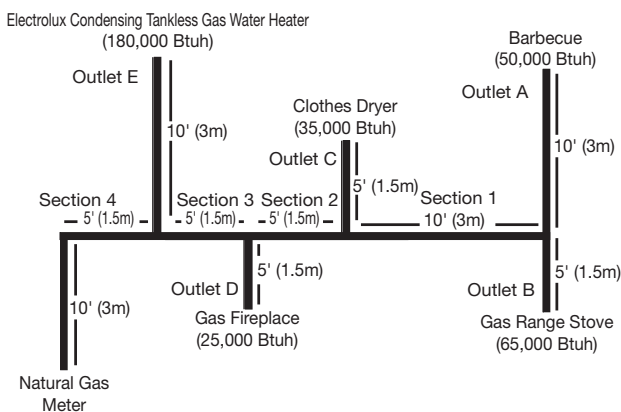 Electrolux Condensing Tankless Gas Water Heater
(180,000 Btuh)
Outlet E
10' (3m)
Barbecue
(50,000 Btuh)
Outlet A
10' (3m)
Clothes Dryer
(35,000 Btuh)
Outlet C
5' (1.5m)
Section 4
5' (1.5m)
Section 3
5' (1.5m)
Section 2
5' (1.5m)
Section 1
10' (3m)
10' (3m)
Natural Gas
Meter
Outlet D
5' (1.5m)
Gas Fireplace
(25,000 Btuh)
Outlet B
5' (1.5m)
Gas Range Stove
(65,000 Btuh)